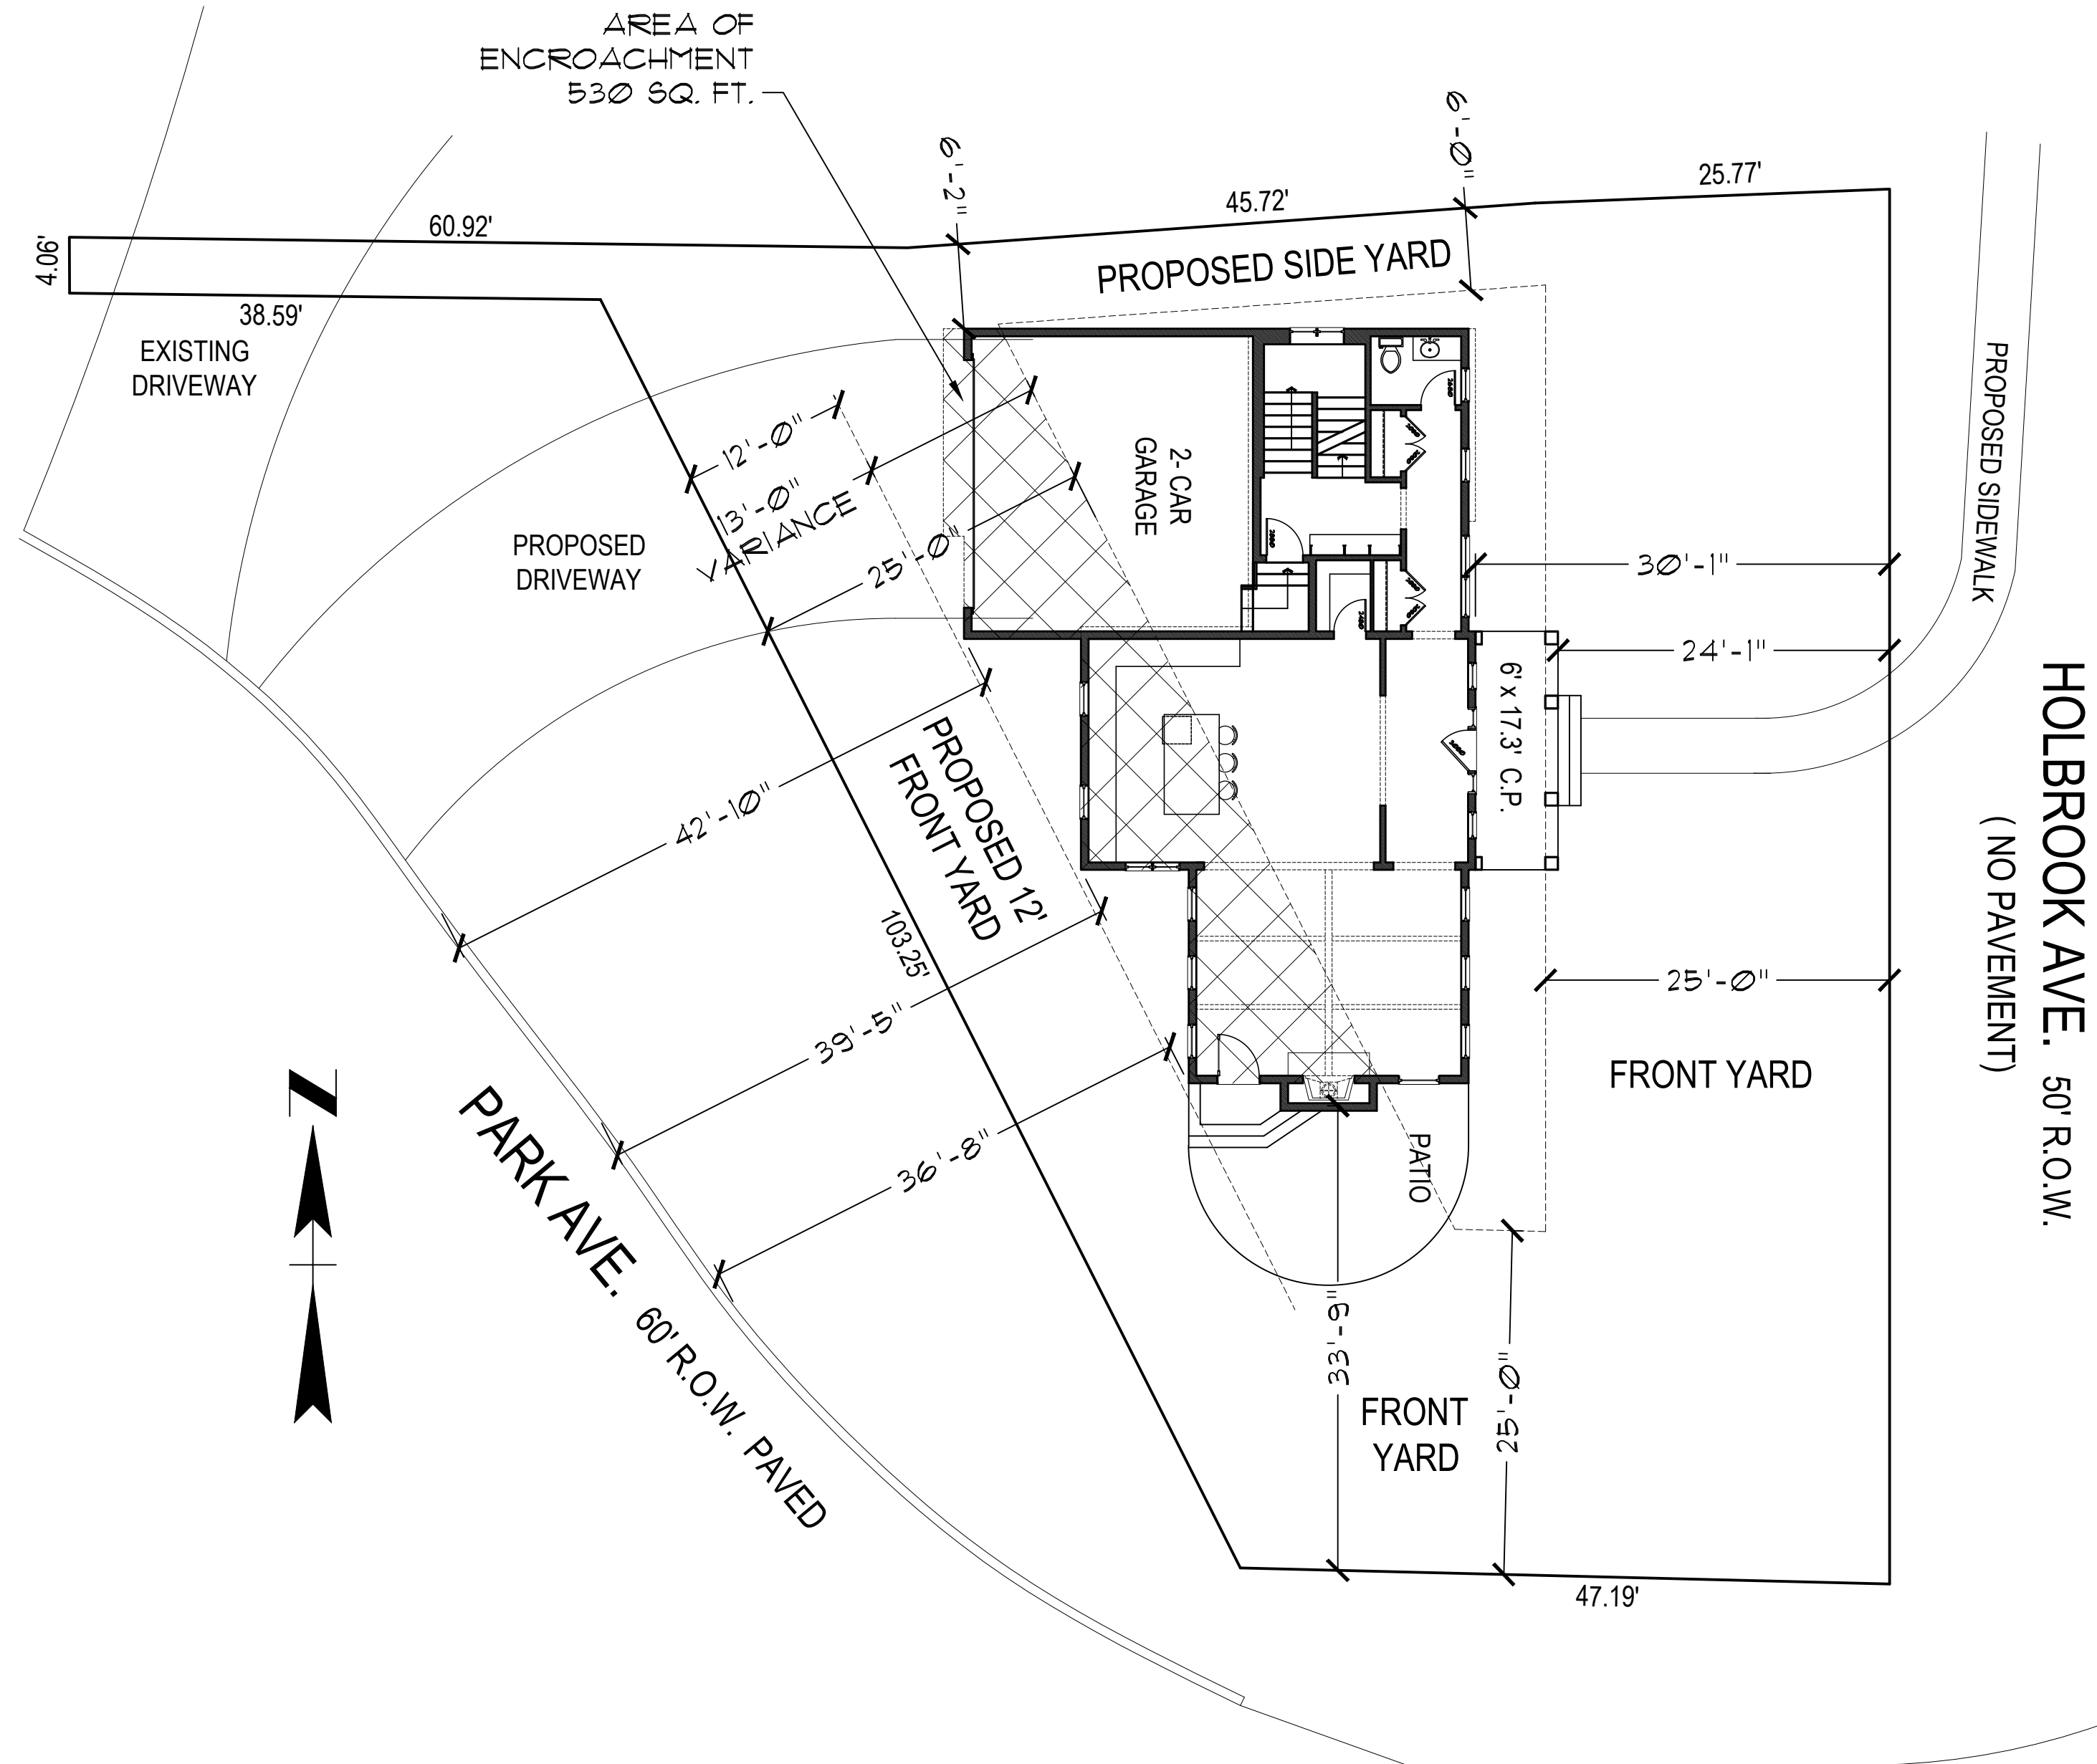 AREA OF
ENCROACHMENT
530 SQ. FT.
6'-2"
6'-0"
60.92'
45.72'
25.77'
4.06'
38.59'
EXISTING
DRIVEWAY
PROPOSED SIDE YARD
12'-0"
13'-0"
VARIANCE
25'-0"
PROPOSED
DRIVEWAY
2- CAR
GARAGE
30'-1"
24'-1"
PROPOSED SIDEWALK
6' x 17.3' C.P.
HOLBROOK AVE. 50' R.O.W.
( NO PAVEMENT)
42'-10"
PROPOSED 12'
FRONT YARD
103.25'
39'-5"
36'-8"
25'-0"
FRONT YARD
N
PARK AVE. 60' R.O.W. PAVED
PATIO
33'-9"
25'-0"
FRONT
YARD
47.19'